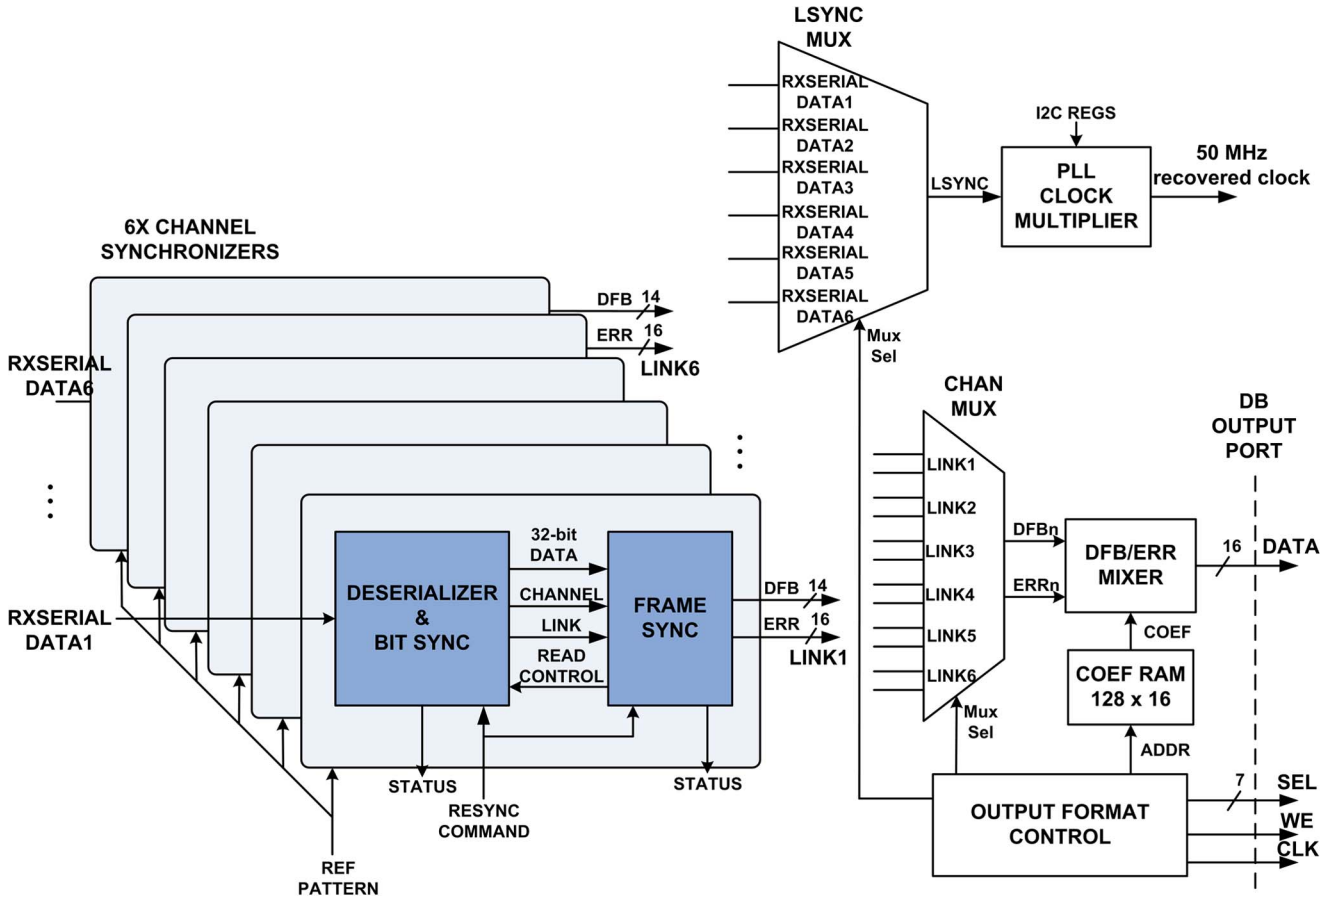 LSYNC
MUX
RXSERIAL
DATA1
RXSERIAL
DATA2
RXSERIAL
DATA3
RXSERIAL
DATA4
RXSERIAL
DATA5
RXSERIAL
DATA6
Mux
Sel
LSYNC
I2C REGS
PLL
CLOCK
MULTIPLIER
50 MHz
recovered clock
6X CHANNEL
SYNCHRONIZERS
DFB 14
ERR 16
LINK6
RXSERIAL
DATA6
RXSERIAL
DATA1
DESERIALIZER
&
BIT SYNC
32-bit
DATA
CHANNEL
LINK
READ
CONTROL
FRAME
SYNC
DFB 14
ERR 16
LINK1
STATUS
RESYNC
COMMAND
STATUS
REF
PATTERN
CHAN
MUX
LINK1
LINK2
LINK3
LINK4
LINK5
LINK6
Mux
Sel
DFBn
ERRn
DFB/ERR
MIXER
COEF
COEF RAM
128 x 16
ADDR
OUTPUT FORMAT
CONTROL
DB
OUTPUT
PORT
16 DATA
7 SEL
WE
CLK